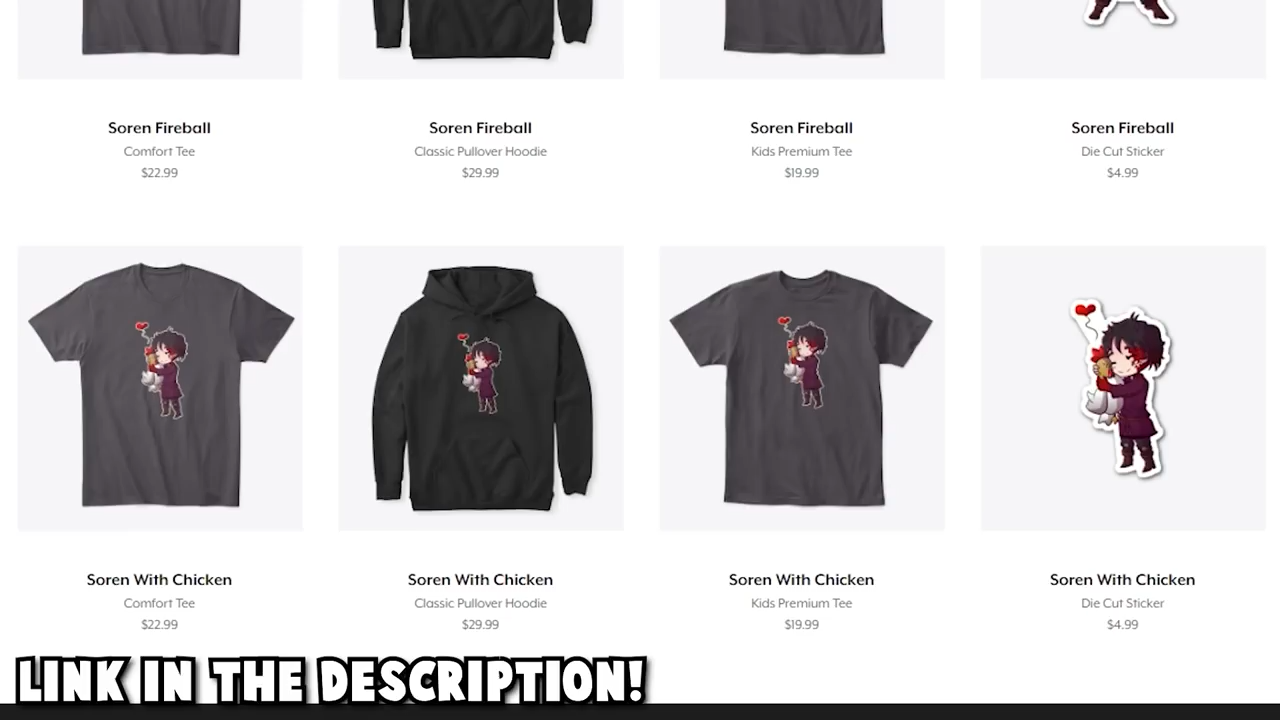 Soren Fireball
Comfort Tee
$22.99
Soren Fireball
Classic Pullover Hoodie
$29.99
Soren Fireball
Kids Premium Tee
$19.99
Soren Fireball
Die Cut Sticker
$4.99
Soren With Chicken
Comfort Tee
$22.99
Soren With Chicken
Classic Pullover Hoodie
$29.99
Soren With Chicken
Kids Premium Tee
$19.99
Soren With Chicken
Die Cut Sticker
$4.99
LINK IN THE DESCRIPTION!